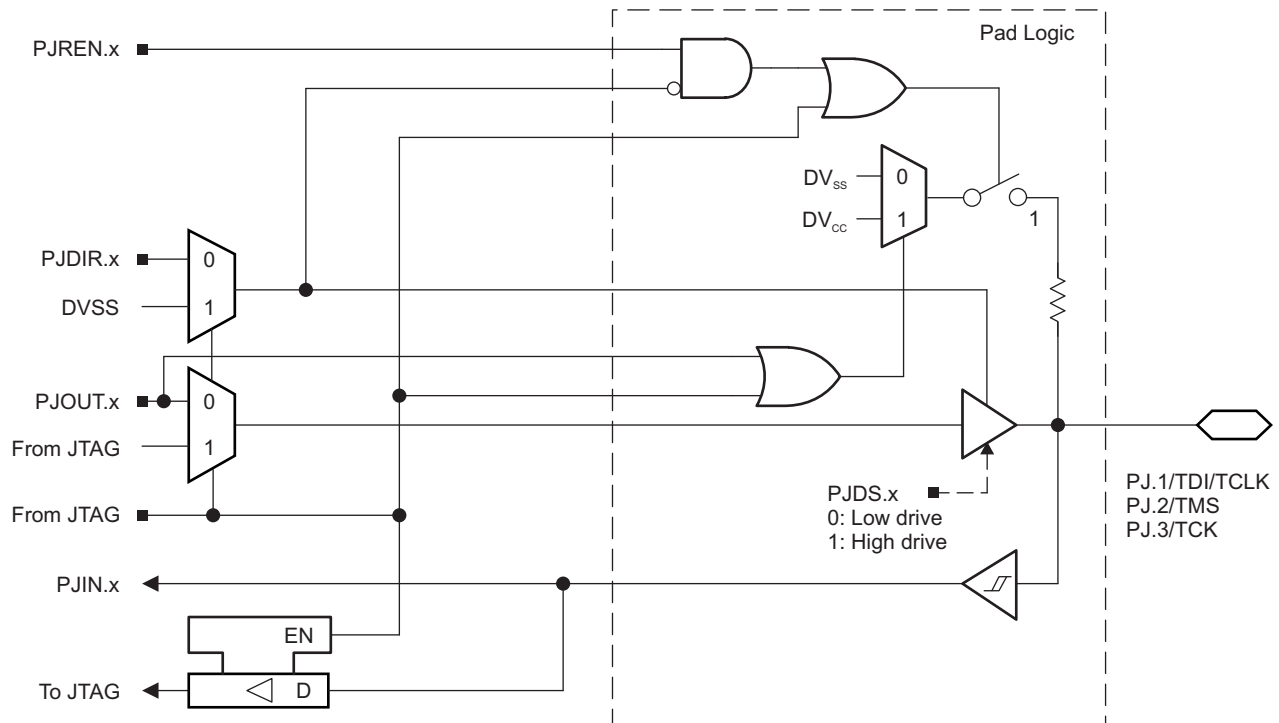 Pad Logic
PJREN.x
DVSS
0
DVCC
1
1
PJDIR.x
0
DVSS
1
PJOUT.x
0
From JTAG
1
PJDS.x
0: Low drive
1: High drive
PJ.1/TDI/TCLK
PJ.2/TMS
PJ.3/TCK
From JTAG
PJIN.x
EN
To JTAG
D